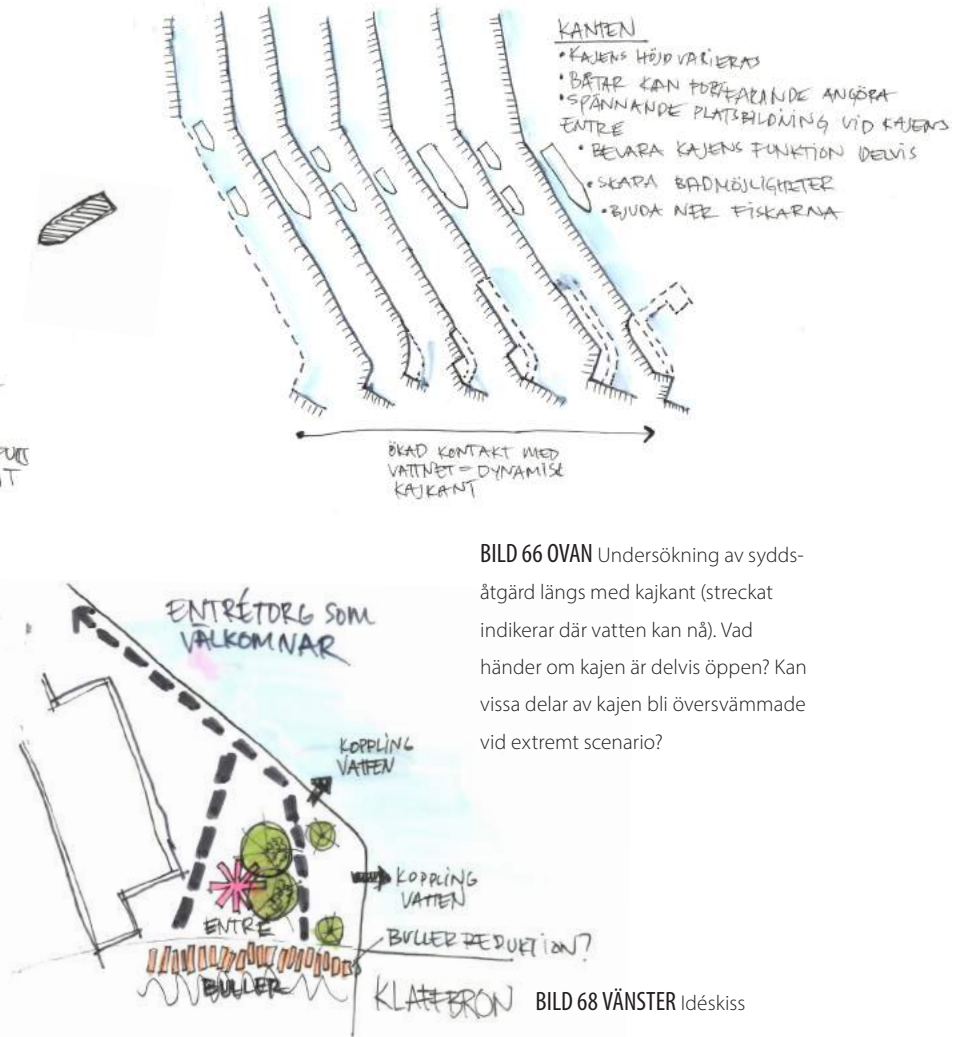 KANTEN
• KAJENS HÖJD VARIERAS
• BÅTAR KAN FORTFARANDE ANGÖRA
• SPÄNNANDE PLATSBILDNING VID KAJENS
ENTRE
• BEVARA KAJENS FUNKTION DELVIS
• SKAPA BADMÖJLIGHETER
• BJUDA NER FISKARNA
ÖKAD KONTAKT MED
VATTNET = DYNAMISK
KAJKANT
BILD 66 OVAN Undersökning av sydds-
åtgärd längs med kajkant (streckat
indikerar där vatten kan nå). Vad
händer om kajen är delvis öppen? Kan
vissa delar av kajen bli översvämmade
vid extremt scenario?
ENTRÉTORG SOM
VÄLKOMNAR
KOPPLING
VATTEN
KOPPLING
VATTEN
ENTRÉ
BULLERREDUKTION?
BULLER
KLAFFBRON
BILD 68 VÄNSTER Idéskiss